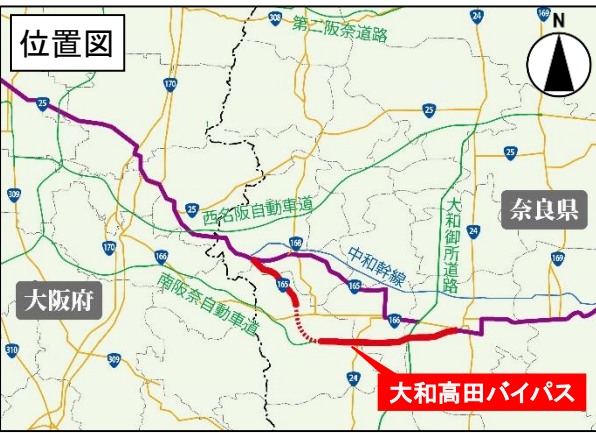 位置図
308
第二阪奈道路
24
169
N
25
170
25
309
25
西名阪自動車道
大和御所道路
奈良県
168
中和幹線
170
166
165
165
169
大阪府
南阪奈自動車道
166
24
310
309
24
大和高田バイパス